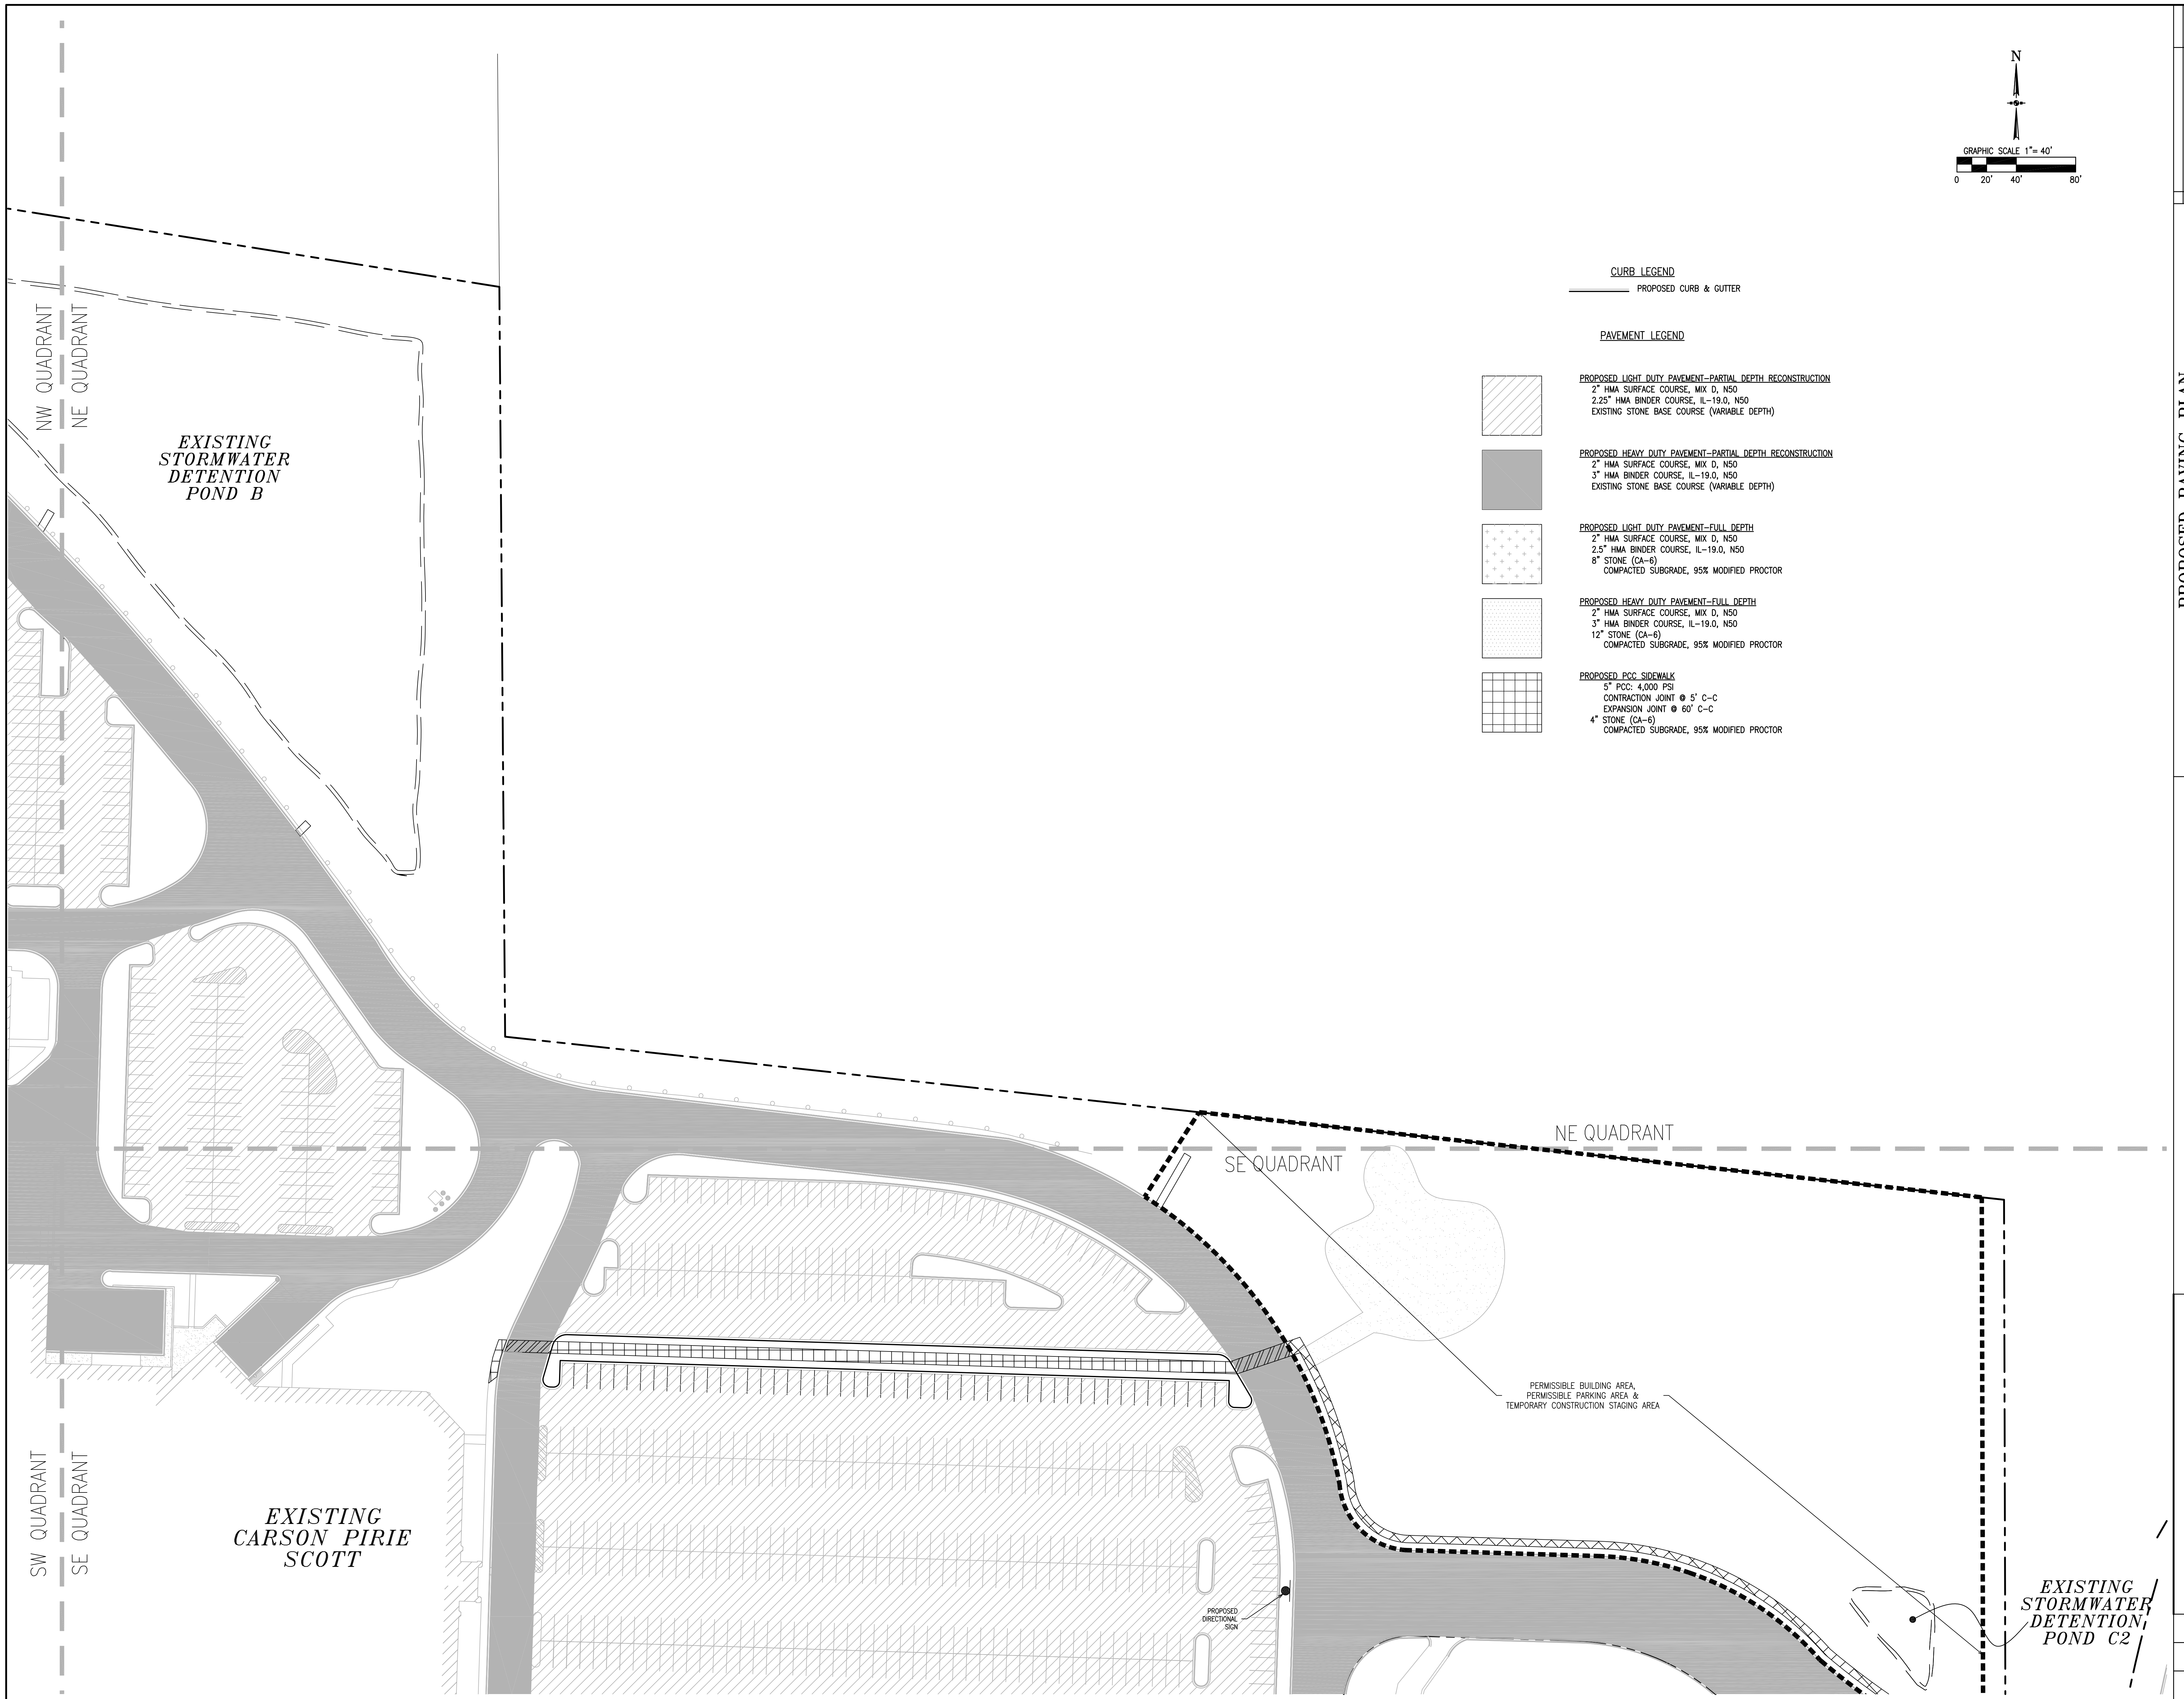 N
GRAPHIC SCALE 1"= 40'
0 20' 40' 80'
CURB LEGEND
PROPOSED CURB & GUTTER
PAVEMENT LEGEND
PROPOSED LIGHT DUTY PAVEMENT-PARTIAL DEPTH RECONSTRUCTION
2" HMA SURFACE COURSE, MIX D, N50
2.25" HMA BINDER COURSE, IL-19.0, N50
EXISTING STONE BASE COURSE (VARIABLE DEPTH)
PROPOSED HEAVY DUTY PAVEMENT-PARTIAL DEPTH RECONSTRUCTION
2" HMA SURFACE COURSE, MIX D, N50
3" HMA BINDER COURSE, IL-19.0, N50
EXISTING STONE BASE COURSE (VARIABLE DEPTH)
PROPOSED LIGHT DUTY PAVEMENT-FULL DEPTH
2" HMA SURFACE COURSE, MIX D, N50
2.5" HMA BINDER COURSE, IL-19.0, N50
8" STONE (CA-6)
COMPACTED SUBGRADE, 95% MODIFIED PROCTOR
PROPOSED HEAVY DUTY PAVEMENT-FULL DEPTH
2" HMA SURFACE COURSE, MIX D, N50
3" HMA BINDER COURSE, IL-19.0, N50
12" STONE (CA-6)
COMPACTED SUBGRADE, 95% MODIFIED PROCTOR
PROPOSED PCC SIDEWALK
5" PCC: 4,000 PSI
CONTRACTION JOINT @ 5' C-C
EXPANSION JOINT @ 60' C-C
4" STONE (CA-6)
COMPACTED SUBGRADE, 95% MODIFIED PROCTOR
PROPOSED PAVING PLAN
NW QUADRANT
NE QUADRANT
EXISTING
STORMWATER
DETENTION
POND B
NE QUADRANT
SE QUADRANT
PERMISSIBLE BUILDING AREA,
PERMISSIBLE PARKING AREA &
TEMPORARY CONSTRUCTION STAGING AREA
SW QUADRANT
SE QUADRANT
EXISTING
CARSON PIRIE
SCOTT
PROPOSED
DIRECTIONAL
SIGN
EXISTING
STORMWATER
DETENTION
POND C2